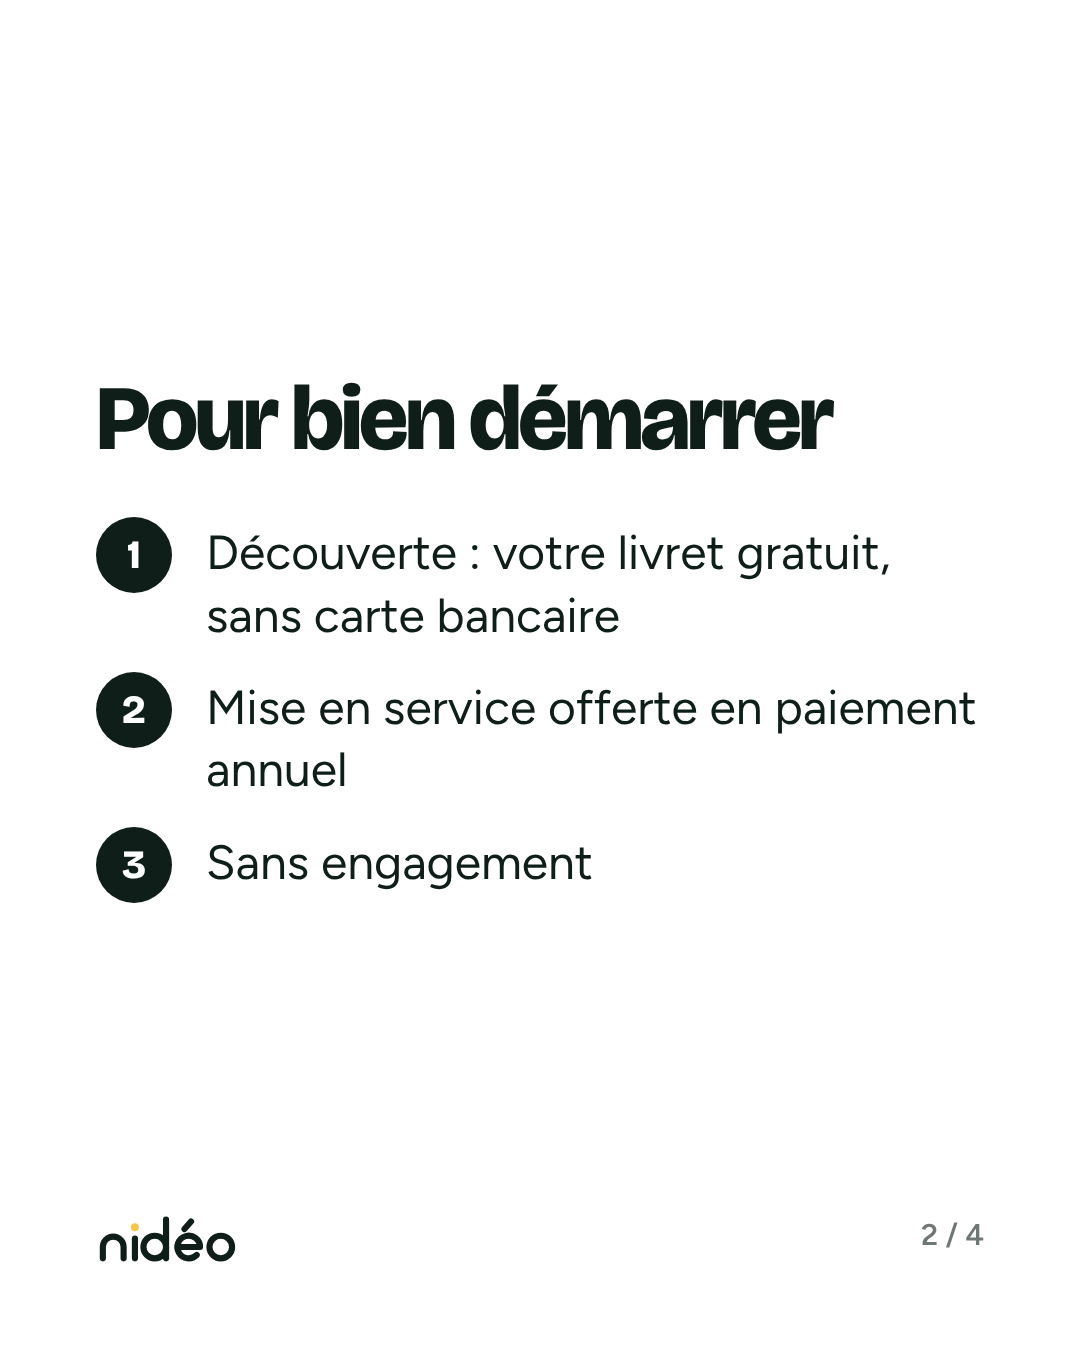 Pour bien démarrer
1 Découverte : votre livret gratuit,
sans carte bancaire
2 Mise en service offerte en paiement
annuel
3 Sans engagement
nidéo
2 / 4